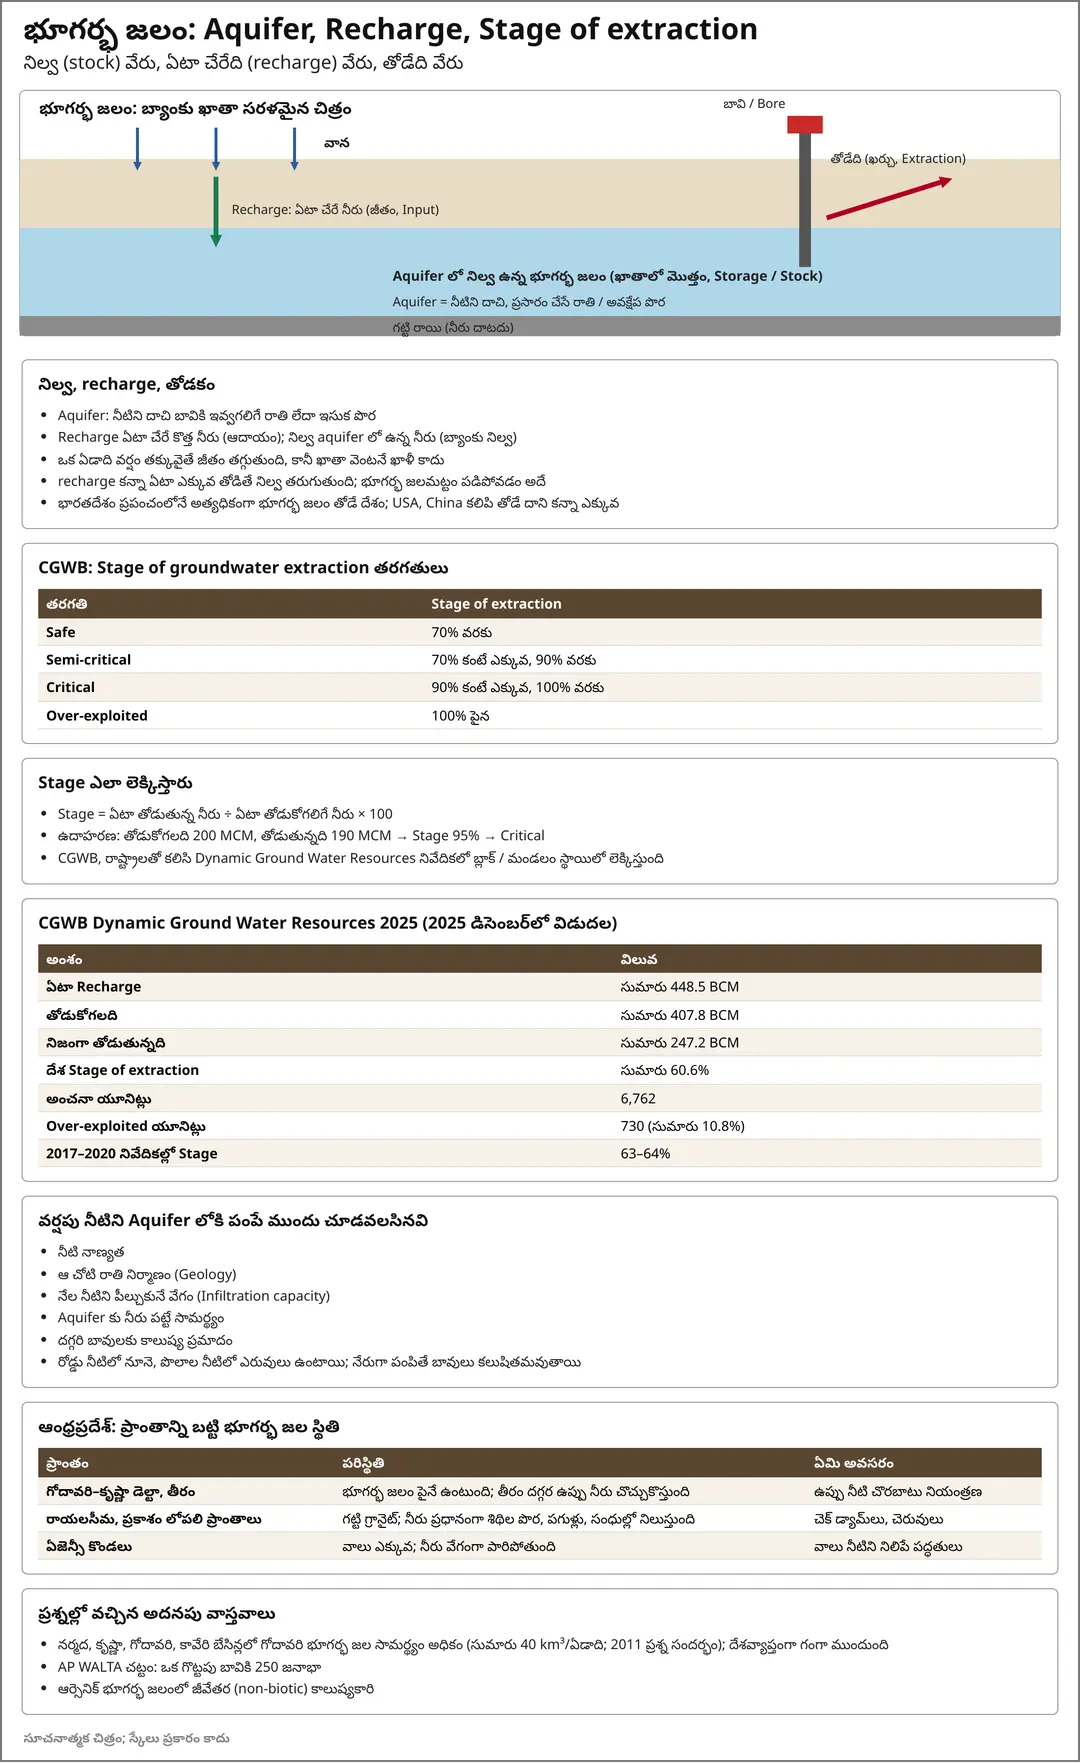 భూగర్భ జలం: Aquifer, Recharge, Stage of extraction
నిల్వ (stock) వేరు, ఏటా చేరేది (recharge) వేరు, తోడేది వేరు
భూగర్భ జలం: బ్యాంకు ఖాతా సరళమైన చిత్రం
బావి / Bore
వాన
తోడేది (ఖర్చు, Extraction)
Recharge: ఏటా చేరే నీరు (జీతం, Input)
Aquifer లో నిల్వ ఉన్న భూగర్భ జలం (ఖాతాలో మొత్తం, Storage / Stock)
Aquifer = నీటిని దాచి, ప్రసారం చేసే రాతి / అవక్షేప పొర
గట్టి రాయి (నీరు దాటదు)
నిల్వ, recharge, తోడకం
• Aquifer: నీటిని దాచి బావికి ఇవ్వగలిగే రాతి లేదా ఇసుక పొర
• Recharge ఏటా చేరే కొత్త నీరు (ఆదాయం); నిల్వ aquifer లో ఉన్న నీరు (బ్యాంకు నిల్వ)
• ఒక ఏడాది వర్షం తక్కువైతే జీతం తగ్గుతుంది, కానీ ఖాతా వెంటనే ఖాళీ కాదు
• recharge కన్నా ఏటా ఎక్కువ తోడితే నిల్వ తరుగుతుంది; భూగర్భ జలమట్టం పడిపోవడం అదే
• భారతదేశం ప్రపంచంలోనే అత్యధికంగా భూగర్భ జలం తోడే దేశం; USA, China కలిపి తోడే దాని కన్నా ఎక్కువ
CGWB: Stage of groundwater extraction తరగతులు
తరగతి Stage of extraction
Safe 70% వరకు
Semi-critical 70% కంటే ఎక్కువ, 90% వరకు
Critical 90% కంటే ఎక్కువ, 100% వరకు
Over-exploited 100% పైన
Stage ఎలా లెక్కిస్తారు
• Stage = ఏటా తోడుతున్న నీరు ÷ ఏటా తోడుకోగలిగే నీరు × 100
• ఉదాహరణ: తోడుకోగలది 200 MCM, తోడుతున్నది 190 MCM → Stage 95% → Critical
• CGWB, రాష్ట్రాలతో కలిసి Dynamic Ground Water Resources నివేదికలో బ్లాక్ / మండలం స్థాయిలో లెక్కిస్తుంది
CGWB Dynamic Ground Water Resources 2025 (2025 డిసెంబర్‌లో విడుదల)
అంశం విలువ
ఏటా Recharge సుమారు 448.5 BCM
తోడుకోగలది సుమారు 407.8 BCM
నిజంగా తోడుతున్నది సుమారు 247.2 BCM
దేశ Stage of extraction సుమారు 60.6%
అంచనా యూనిట్లు 6,762
Over-exploited యూనిట్లు 730 (సుమారు 10.8%)
2017–2020 నివేదికల్లో Stage 63–64%
వర్షపు నీటిని Aquifer లోకి పంపే ముందు చూడవలసినవి
• నీటి నాణ్యత
• ఆ చోటి రాతి నిర్మాణం (Geology)
• నేల నీటిని పీల్చుకునే వేగం (Infiltration capacity)
• Aquifer కు నీరు పట్టే సామర్థ్యం
• దగ్గరి బావులకు కాలుష్య ప్రమాదం
• రోడ్డు నీటిలో నూనె, పొలాల నీటిలో ఎరువులు ఉంటాయి; నేరుగా పంపితే బావులు కలుషితమవుతాయి
ఆంధ్రప్రదేశ్: ప్రాంతాన్ని బట్టి భూగర్భ జల స్థితి
ప్రాంతం పరిస్థితి ఏమి అవసరం
గోదావరి–కృష్ణా డెల్టా, తీరం భూగర్భ జలం పైనే ఉంటుంది; తీరం దగ్గర ఉప్పు నీరు చొచ్చుకొస్తుంది ఉప్పు నీటి చొరబాటు నియంత్రణ
రాయలసీమ, ప్రకాశం లోపలి ప్రాంతాలు గట్టి గ్రానైట్; నీరు ప్రధానంగా శిథిల పొర, పగుళ్లు, సంధుల్లో నిలుస్తుంది చెక్ డ్యామ్‌లు, చెరువులు
ఏజెన్సీ కొండలు వాలు ఎక్కువ; నీరు వేగంగా పారిపోతుంది వాలు నీటిని నిలిపే పద్ధతులు
ప్రశ్నల్లో వచ్చిన అదనపు వాస్తవాలు
• నర్మద, కృష్ణా, గోదావరి, కావేరి బేసిన్లలో గోదావరి భూగర్భ జల సామర్థ్యం అధికం (సుమారు 40 km³/ఏడాది; 2011 ప్రశ్న సందర్భం); దేశవ్యాప్తంగా గంగా ముందుంది
• AP WALTA చట్టం: ఒక గొట్టపు బావికి 250 జనాభా
• ఆర్సెనిక్ భూగర్భ జలంలో జీవేతర (non-biotic) కాలుష్యకారి
సూచనాత్మక చిత్రం; స్కేలు ప్రకారం కాదు